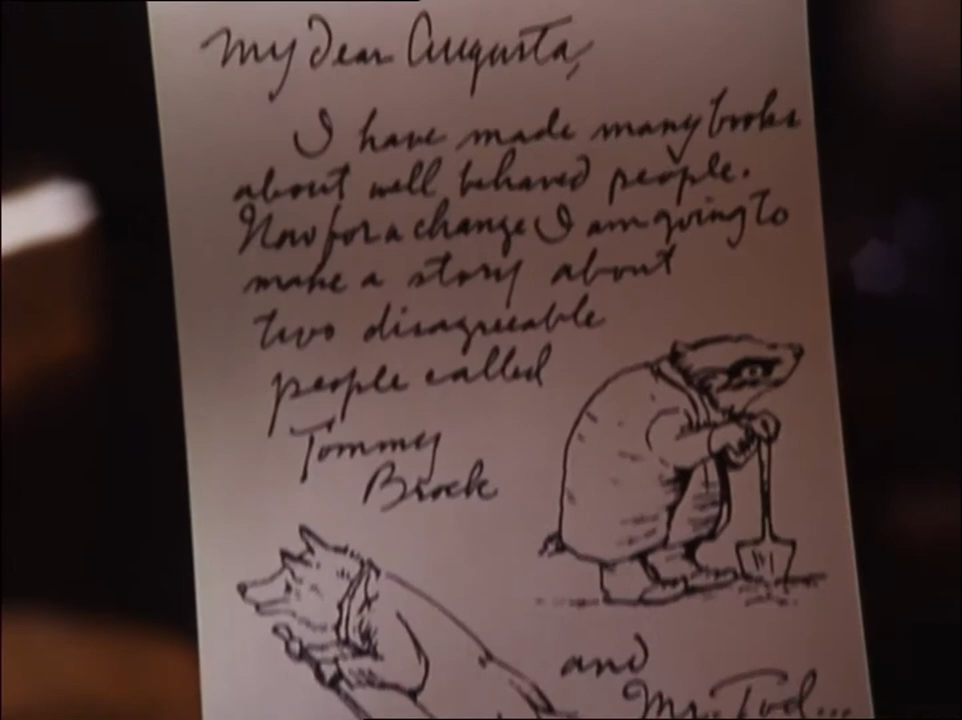 My dear Augusta,
I have made many books
about well behaved people.
Now for a change I am going to
make a story about
two disagreeable
people called
Tommy
Brock
and
Mr. Tod...